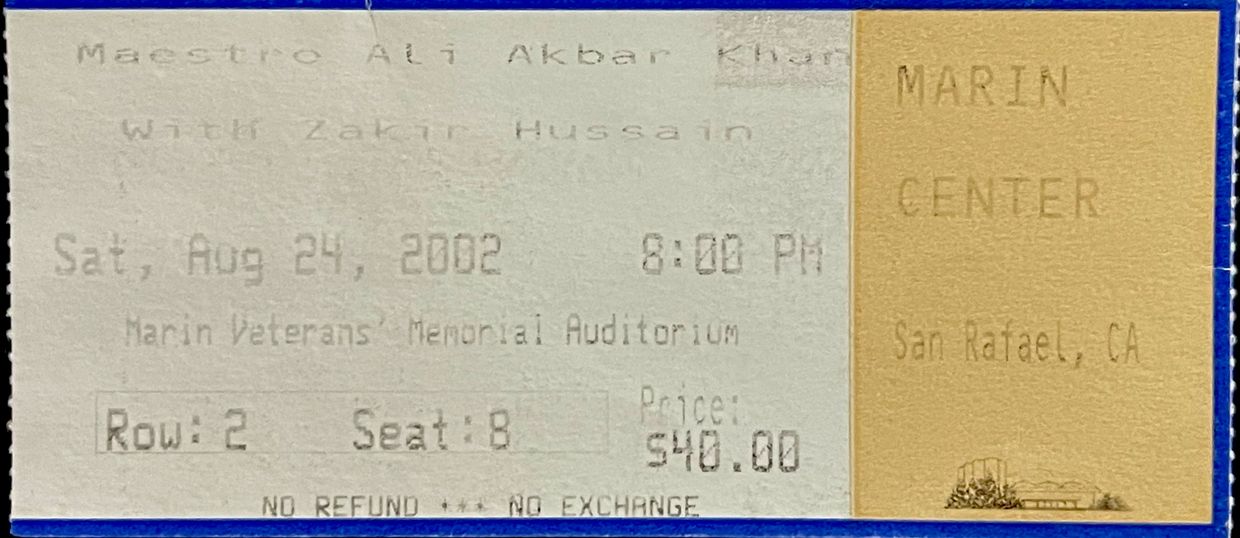 Maestro Ali Akbar Khan
With Zakir Hussain
Sat, Aug 24, 2002 8:00 PM
Marin Veterans' Memorial Auditorium
Row: 2 Seat: 8
Price:
$40.00
NO REFUND *** NO EXCHANGE
MARIN
CENTER
San Rafael, CA